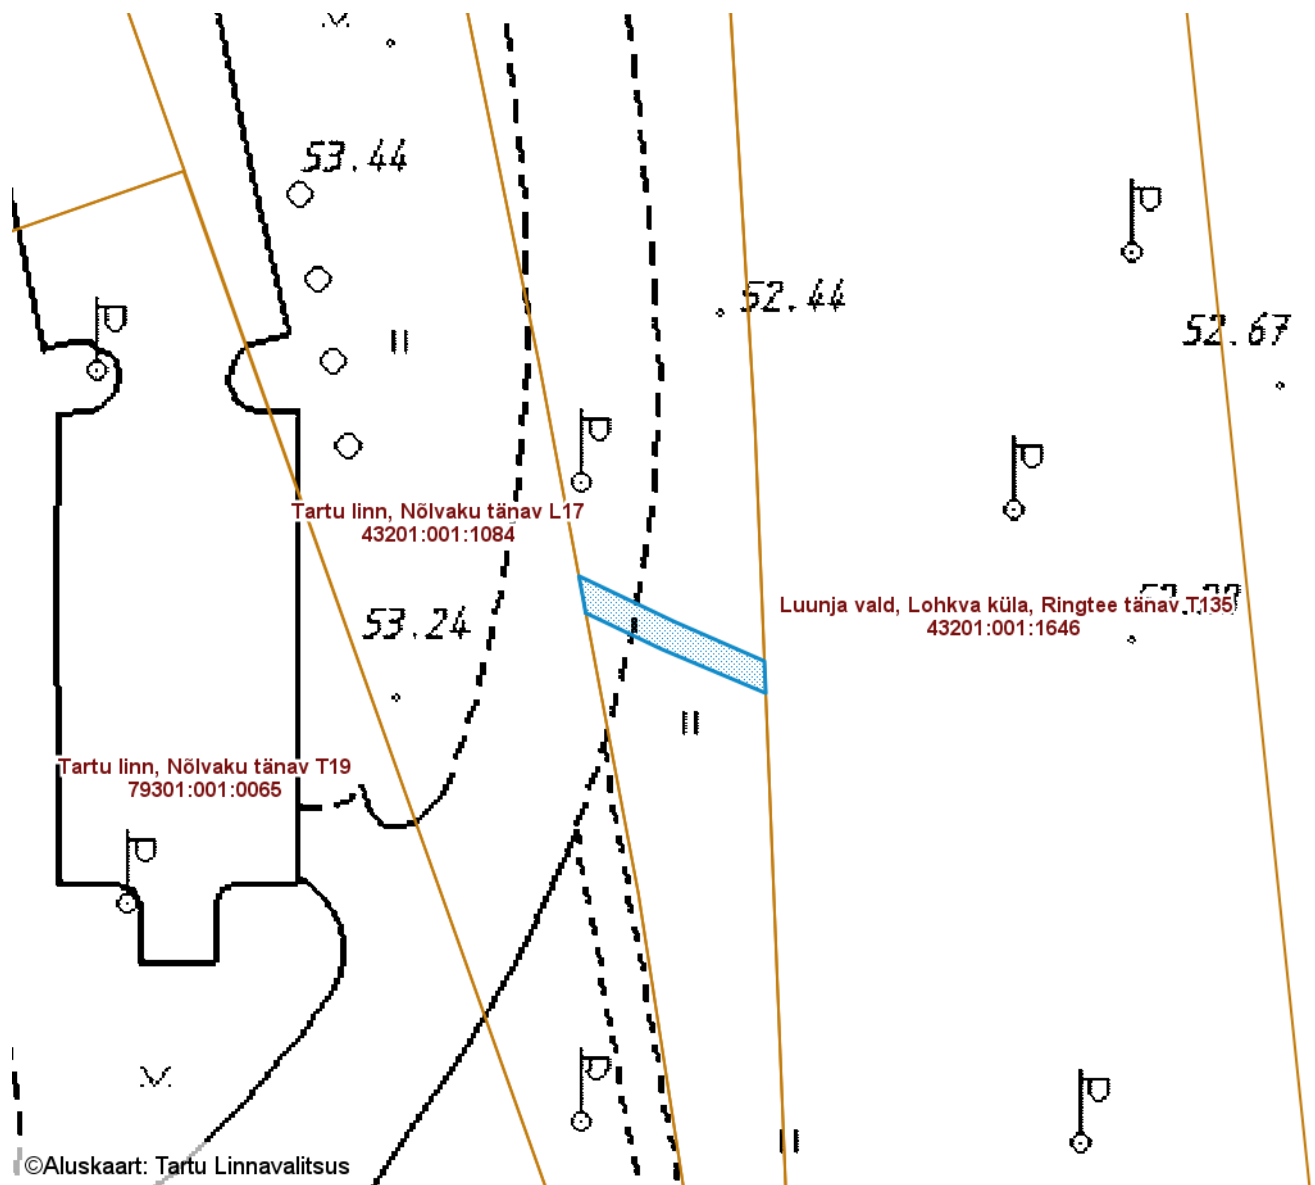 53.44
52.44
52.67
Tartu linn, Nõlvaku tänav L17
43201:001:1084
53.24
Luunja vald, Lohkva küla, Ringtee tänav T135
43201:001:1646
Tartu linn, Nõlvaku tänav T19
79301:001:0065
©Aluskaart: Tartu Linnavalitsus